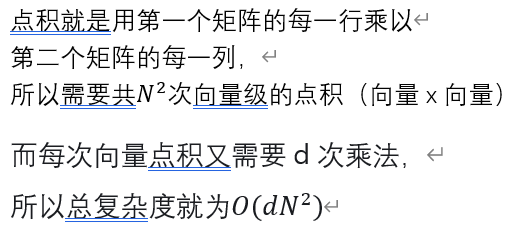 点积就是用第一个矩阵的每一行乘以
第二个矩阵的每一列，
所以需要共N²次向量级的点积（向量 x 向量）
而每次向量点积又需要 d 次乘法，
所以总复杂度就为O(dN²)